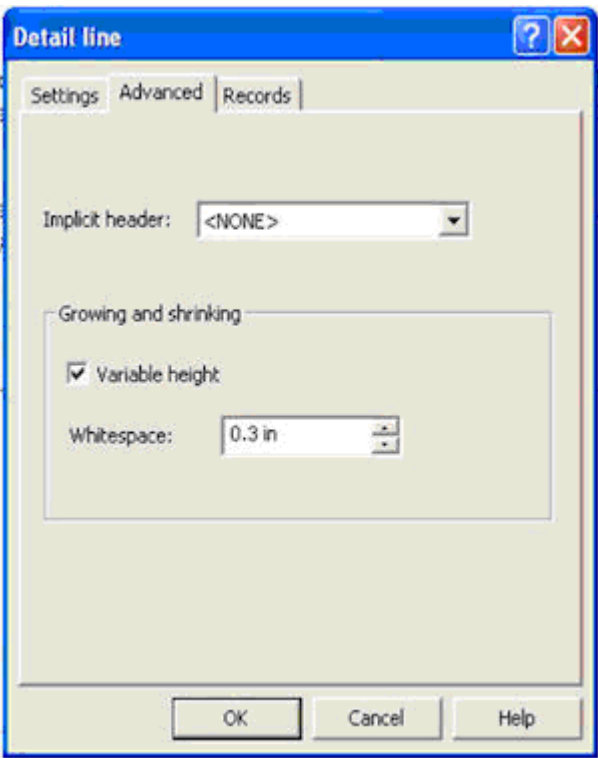 Detail line
Settings Advanced Records
Implicit header: <NONE>
Growing and shrinking
Variable height
Whitespace: 0.3 in
OK Cancel Help